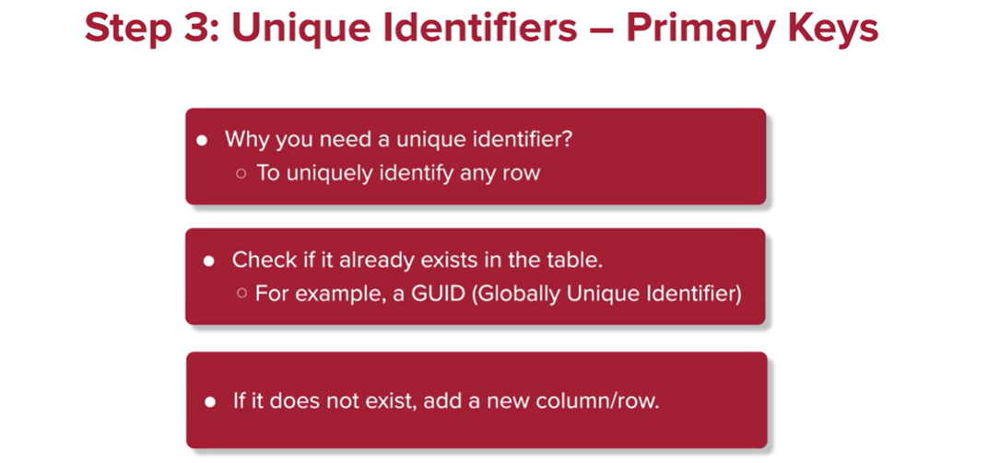 Step 3: Unique Identifiers – Primary Keys
● Why you need a unique identifier?
○ To uniquely identify any row
● Check if it already exists in the table.
○ For example, a GUID (Globally Unique Identifier)
● If it does not exist, add a new column/row.